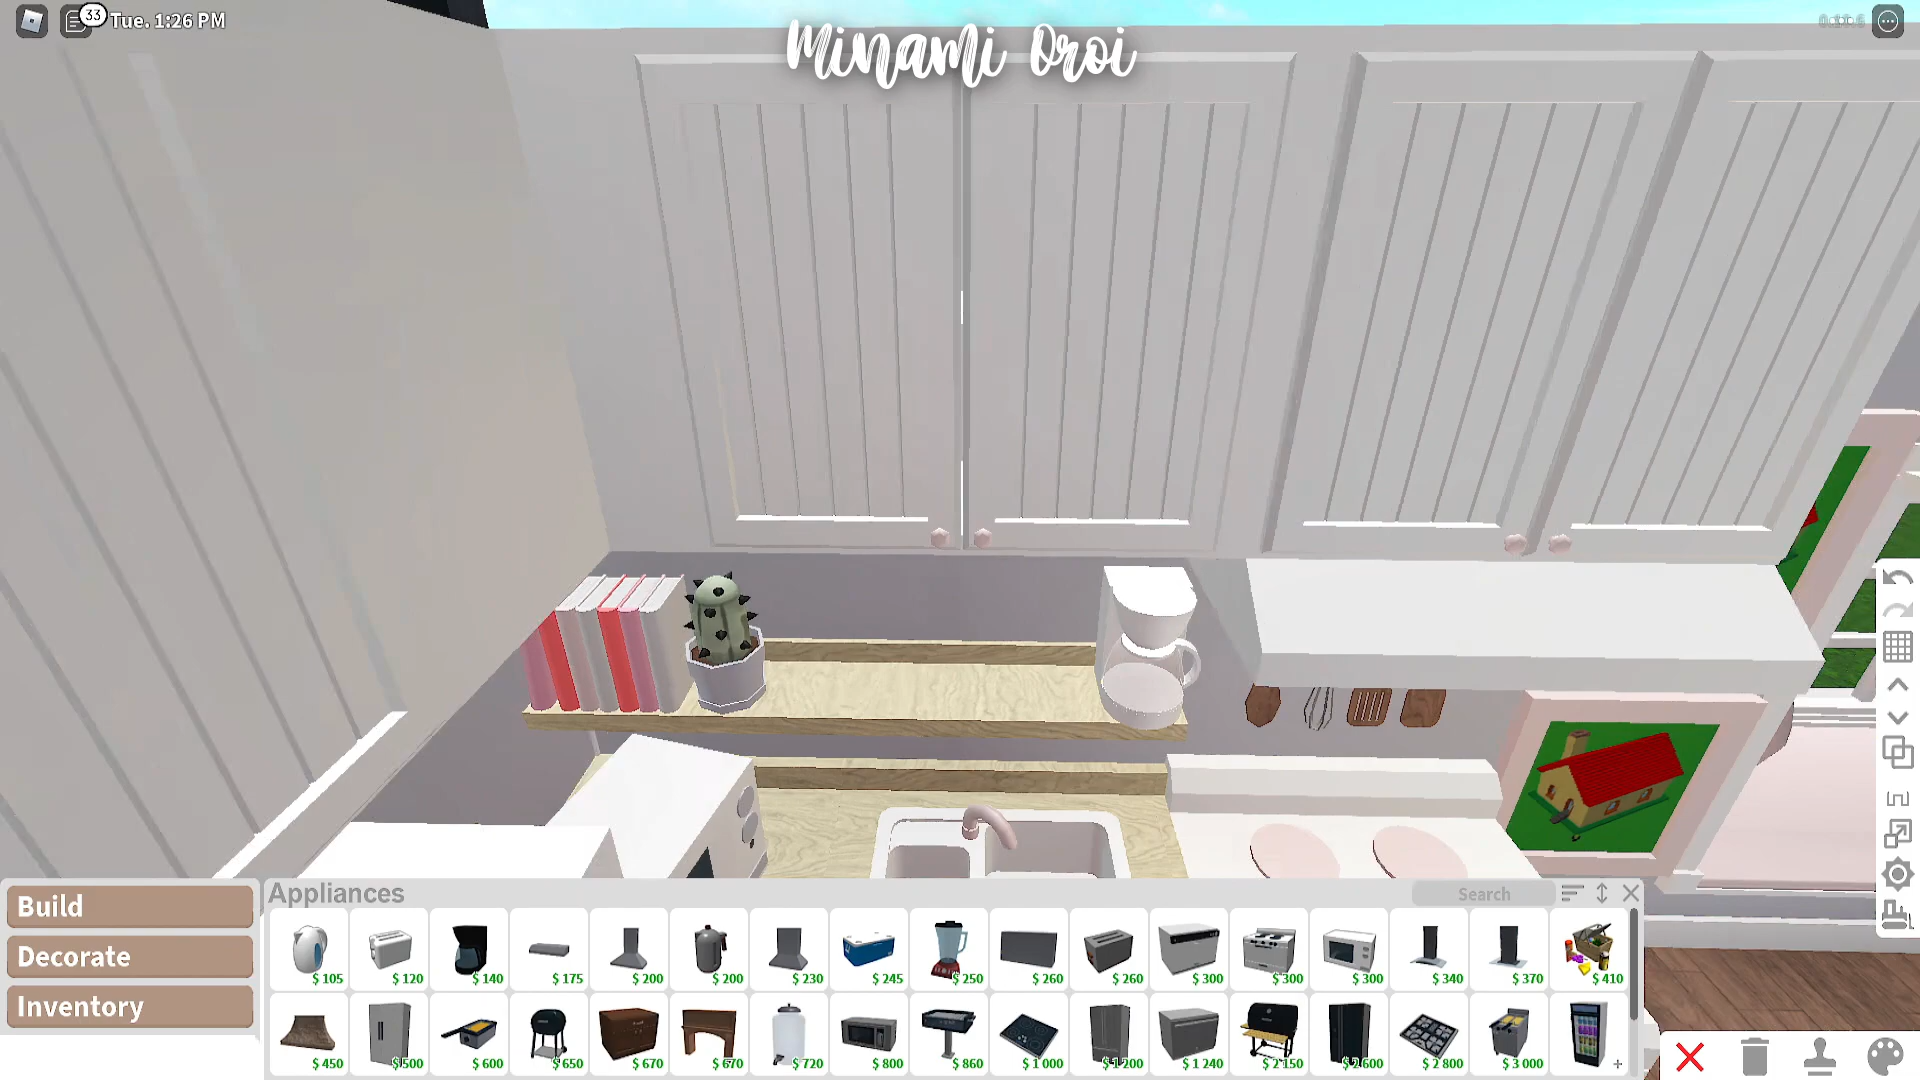 33 Tue. 1:26 PM
Minami Oroi
Build
Decorate
Inventory
Appliances
Search
$ 105 $ 120 $ 140 $ 175 $ 200 $ 200 $ 230 $ 245 $ 250 $ 260 $ 260 $ 300 $ 300 $ 300 $ 340 $ 370 $ 410
$ 450 $ 500 $ 600 $ 650 $ 670 $ 670 $ 720 $ 800 $ 860 $ 1 000 $ 1 200 $ 1 240 $ 2 150 $ 2 600 $ 2 800 $ 3 000 +